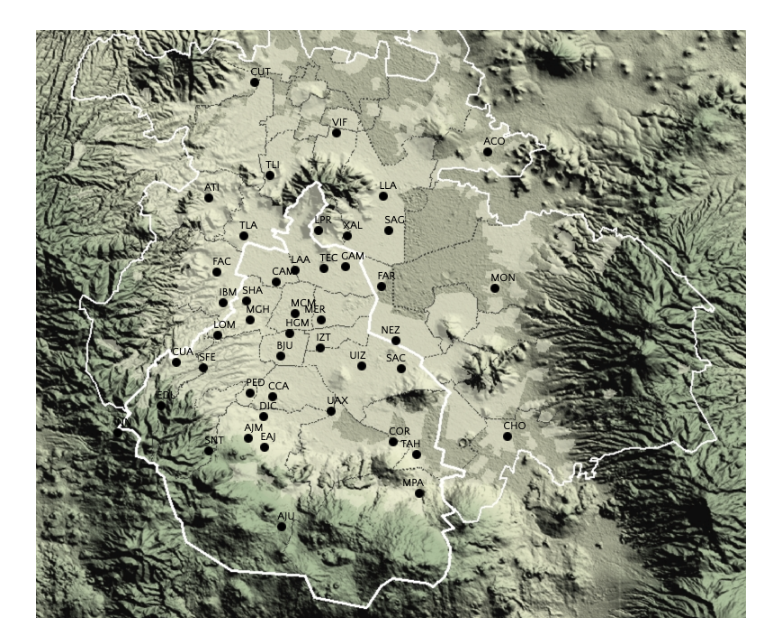 CUT
VIF
ACO
TLI
ATI
LLA
LPR
XAL
SAG
TLA
FAC
LAA
TEC
GAM
CAM
FAR
MON
IBM
SHA
MGH
MCM
MER
LOM
HGM
NEZ
BJU
IZT
CUA
SFE
UIZ
SAC
PED
CCA
EDL
DIC
UAX
AJM
EAJ
SNT
COR
CHO
TAH
MPA
AJU